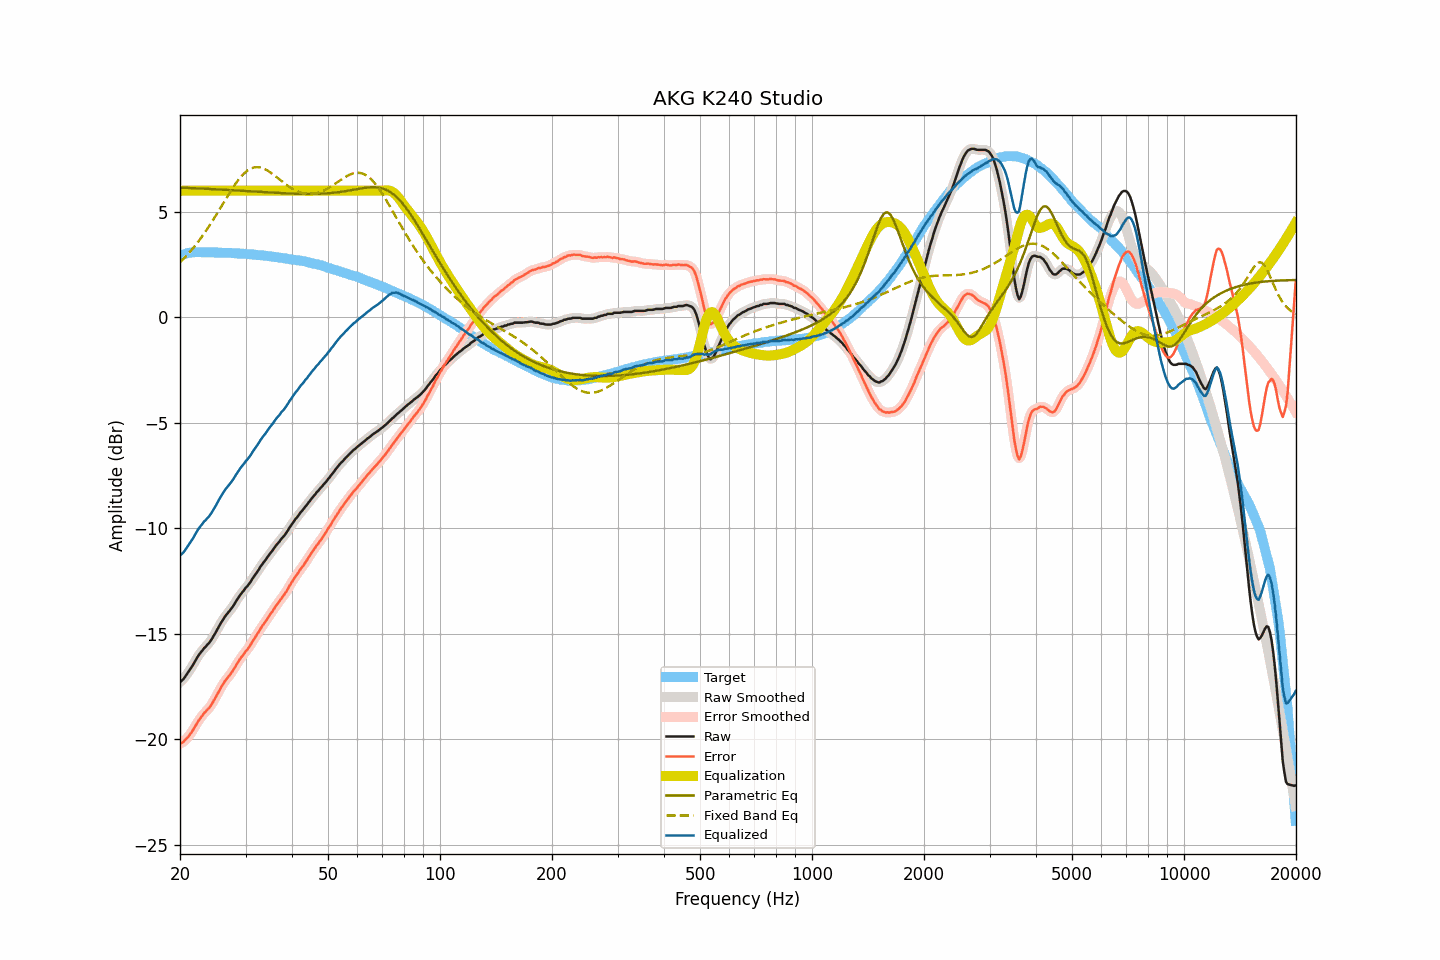 AKG K240 Studio
Amplitude (dBr)
5
0
−5
−10
−15
−20
−25
Target
Raw Smoothed
Error Smoothed
Raw
Error
Equalization
Parametric Eq
Fixed Band Eq
Equalized
20 50 100 200 500 1000 2000 5000 10000 20000
Frequency (Hz)